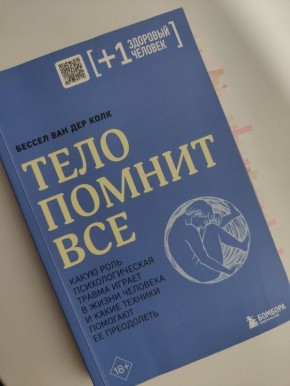 [+1 ЗДОРОВЫЙ
ЧЕЛОВЕК]
БЕССЕЛ ВАН ДЕР КОЛК
ТЕЛО
ПОМНИТ
ВСЕ
КАКУЮ РОЛЬ
ПСИХОЛОГИЧЕСКАЯ
ТРАВМА ИГРАЕТ
В ЖИЗНИ ЧЕЛОВЕКА
И КАКИЕ ТЕХНИКИ
ПОМОГАЮТ
ЕЕ ПРЕОДОЛЕТЬ
18+
БОМБОРА